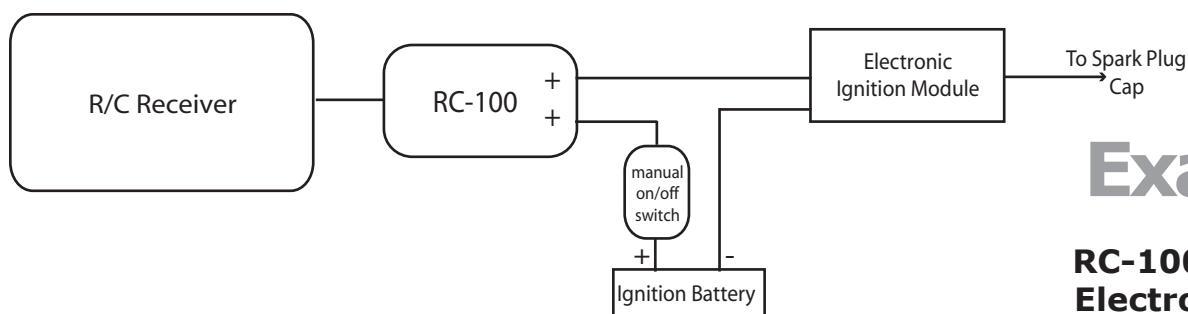 R/C Receiver
RC-100
+
+
Electronic
Ignition Module
To Spark Plug
Cap
manual
on/off
switch
+
-
Ignition Battery